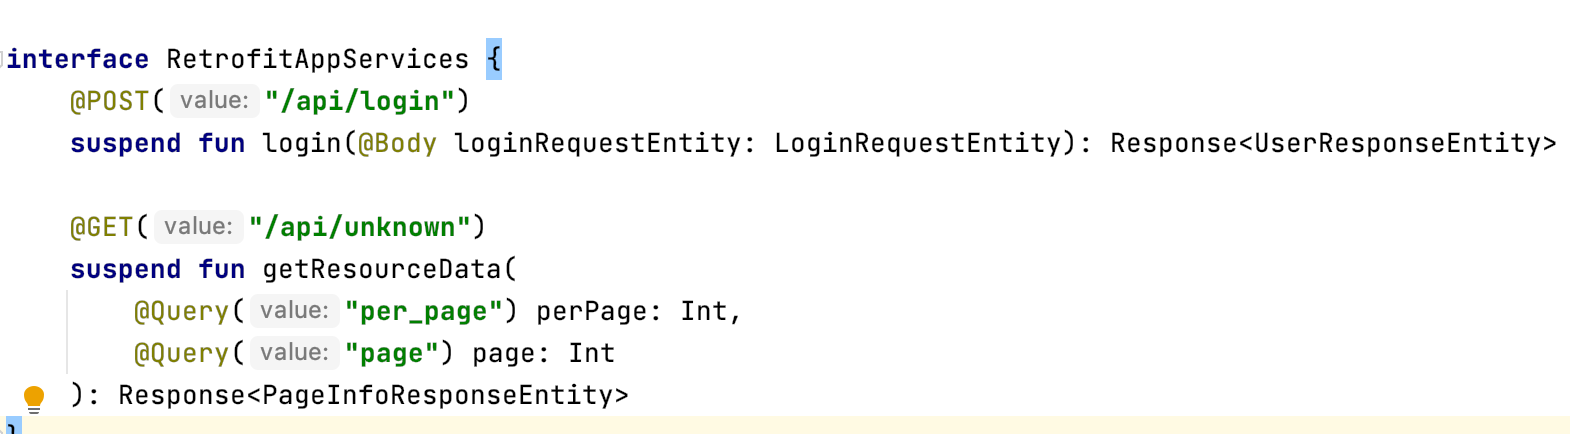 interface RetrofitAppServices {
@POST( value: "/api/login")
suspend fun login(@Body loginRequestEntity: LoginRequestEntity): Response<UserResponseEntity>
@GET( value: "/api/unknown")
suspend fun getResourceData(
@Query( value: "per_page") perPage: Int,
@Query( value: "page") page: Int
): Response<PageInfoResponseEntity>
}